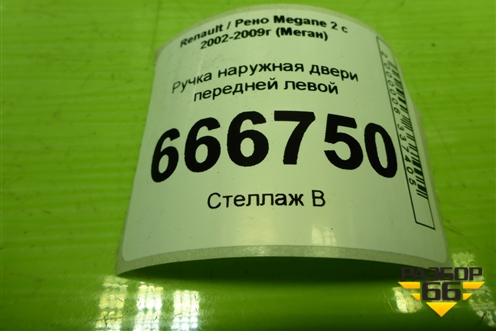 Renault / Рено Megane 2 с
2002-2009г (Меган)
Ручка наружная двери
передней левой
666750
Стеллаж В
РАЗБОР
66